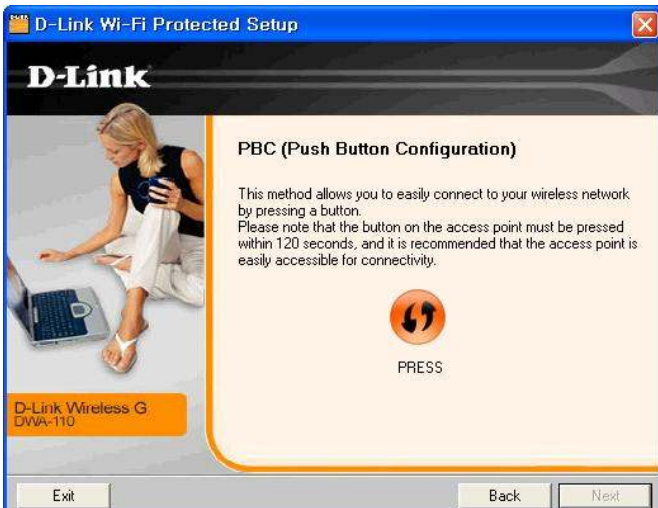 D-Link Wi-Fi Protected Setup
D-Link
PBC (Push Button Configuration)
This method allows you to easily connect to your wireless network
by pressing a button.
Please note that the button on the access point must be pressed
within 120 seconds, and it is recommended that the access point is
easily accessible for connectivity.
PRESS
D-Link Wireless G
DWA-110
Exit
Back
Next